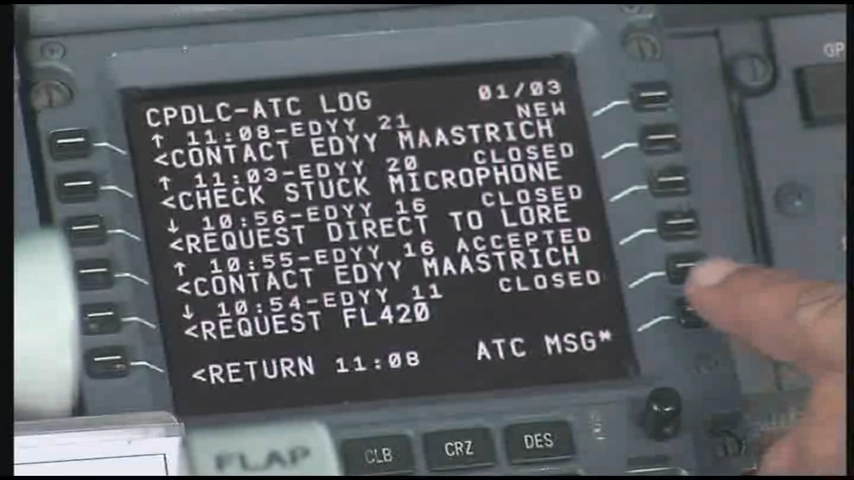 CPDLC-ATC LOG 01/03
↑ 11:08-EDYY 21 NEW
<CONTACT EDYY MAASTRICH
↑ 11:03-EDYY 20 CLOSED
<CHECK STUCK MICROPHONE
↓ 10:56-EDYY 16 CLOSED
<REQUEST DIRECT TO LORE
↑ 10:55-EDYY 16 ACCEPTED
<CONTACT EDYY MAASTRICH
↓ 10:54-EDYY 11 CLOSED
<REQUEST FL420
<RETURN 11:08 ATC MSG*
GP
FLAP
CLB
CRZ
DES